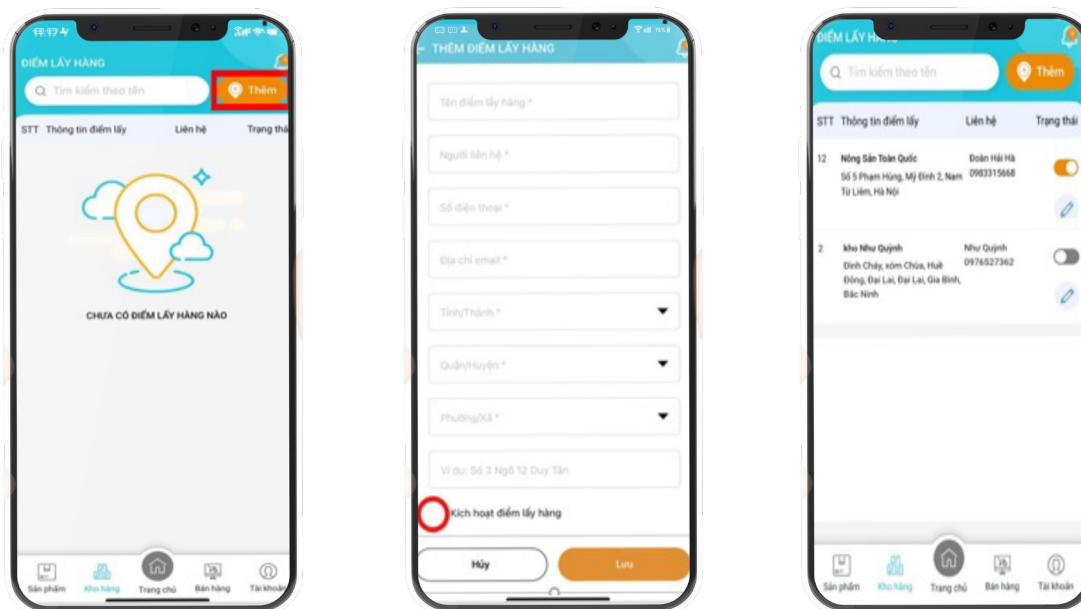 ĐIỂM LẤY HÀNG
Tìm kiếm theo tên
Thêm
STT Thông tin điểm lấy Liên hệ Trạng thá
CHƯA CÓ ĐIỂM LẤY HÀNG NÀO
Sản phẩm Kho hàng Trang chủ Bán hàng Tài khoản
THÊM ĐIỂM LẤY HÀNG
Tên điểm lấy hàng *
Người liên hệ *
Số điện thoại *
Địa chỉ email *
Tỉnh/Thành *
Quận/Huyện *
Phường/Xã *
Ví dụ: Số 3 Ngõ 12 Duy Tân
Kích hoạt điểm lấy hàng
Hủy Lưu
ĐIỂM LẤY
Tìm kiếm theo tên
Thêm
STT Thông tin điểm lấy Liên hệ Trạng thái
12 Nông Sản Toàn Quốc Đoàn Hải Hà
Số 5 Phạm Hùng, Mỹ Đình 2, Nam 0983315668
Từ Liêm, Hà Nội
2 kho Như Quỳnh Như Quỳnh
Đình Cháy, xóm Chùa, Huề 0976527362
Đông, Đại Lai, Đại Lai, Gia Bình,
Bắc Ninh
Sản phẩm Kho hàng Trang chủ Bán hàng Tài khoản